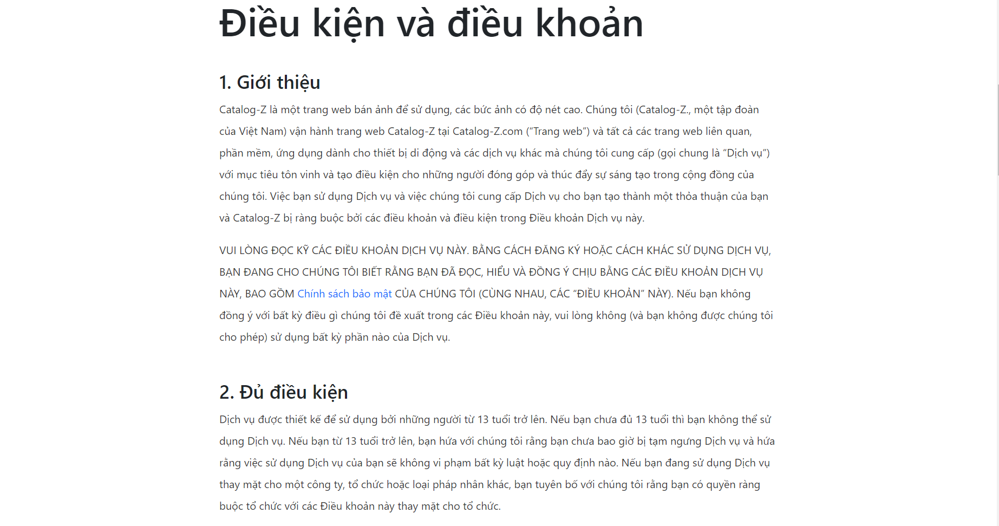 Điều kiện và điều khoản
1. Giới thiệu
Catalog-Z là một trang web bán ảnh để sử dụng, các bức ảnh có độ nét cao. Chúng tôi (Catalog-Z., một tập đoàn
của Việt Nam) vận hành trang web Catalog-Z tại Catalog-Z.com (“Trang web”) và tất cả các trang web liên quan,
phần mềm, ứng dụng dành cho thiết bị di động và các dịch vụ khác mà chúng tôi cung cấp (gọi chung là “Dịch vụ”)
với mục tiêu tôn vinh và tạo điều kiện cho những người đóng góp và thúc đẩy sự sáng tạo trong cộng đồng của
chúng tôi. Việc bạn sử dụng Dịch vụ và việc chúng tôi cung cấp Dịch vụ cho bạn tạo thành một thỏa thuận của bạn
và Catalog-Z bị ràng buộc bởi các điều khoản và điều kiện trong Điều khoản Dịch vụ này.
VUI LÒNG ĐỌC KỸ CÁC ĐIỀU KHOẢN DỊCH VỤ NÀY. BẰNG CÁCH ĐĂNG KÝ HOẶC CÁCH KHÁC SỬ DỤNG DỊCH VỤ,
BẠN ĐANG CHO CHÚNG TÔI BIẾT RẰNG BẠN ĐÃ ĐỌC, HIỂU VÀ ĐỒNG Ý CHỊU BẰNG CÁC ĐIỀU KHOẢN DỊCH VỤ
NÀY, BAO GỒM Chính sách bảo mật CỦA CHÚNG TÔI (CÙNG NHAU, CÁC “ĐIỀU KHOẢN” NÀY). Nếu bạn không
đồng ý với bất kỳ điều gì chúng tôi đề xuất trong các Điều khoản này, vui lòng không (và bạn không được chúng tôi
cho phép) sử dụng bất kỳ phần nào của Dịch vụ.
2. Đủ điều kiện
Dịch vụ được thiết kế để sử dụng bởi những người từ 13 tuổi trở lên. Nếu bạn chưa đủ 13 tuổi thì bạn không thể sử
dụng Dịch vụ. Nếu bạn từ 13 tuổi trở lên, bạn hứa với chúng tôi rằng bạn chưa bao giờ bị tạm ngưng Dịch vụ và hứa
rằng việc sử dụng Dịch vụ của bạn sẽ không vi phạm bất kỳ luật hoặc quy định nào. Nếu bạn đang sử dụng Dịch vụ
thay mặt cho một công ty, tổ chức hoặc loại pháp nhân khác, bạn tuyên bố với chúng tôi rằng bạn có quyền ràng
buộc tổ chức với các Điều khoản này thay mặt cho tổ chức.